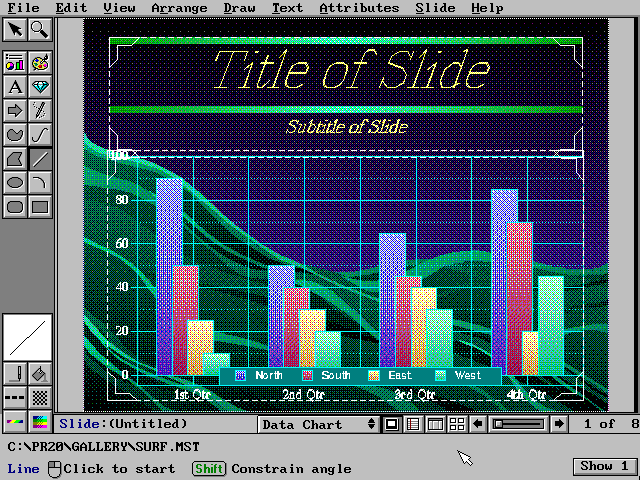 File Edit View Arrange Draw Text Attributes Slide Help
Title of Slide
Subtitle of Slide
100
80
60
40
20
0
North South East West
1st Qtr 2nd Qtr 3rd Qtr 4th Qtr
A
Slide:(Untitled) Data Chart 1 of 8
C:\PR20\GALLERY\SURF.MST
Line Click to start Shift Constrain angle
Show 1